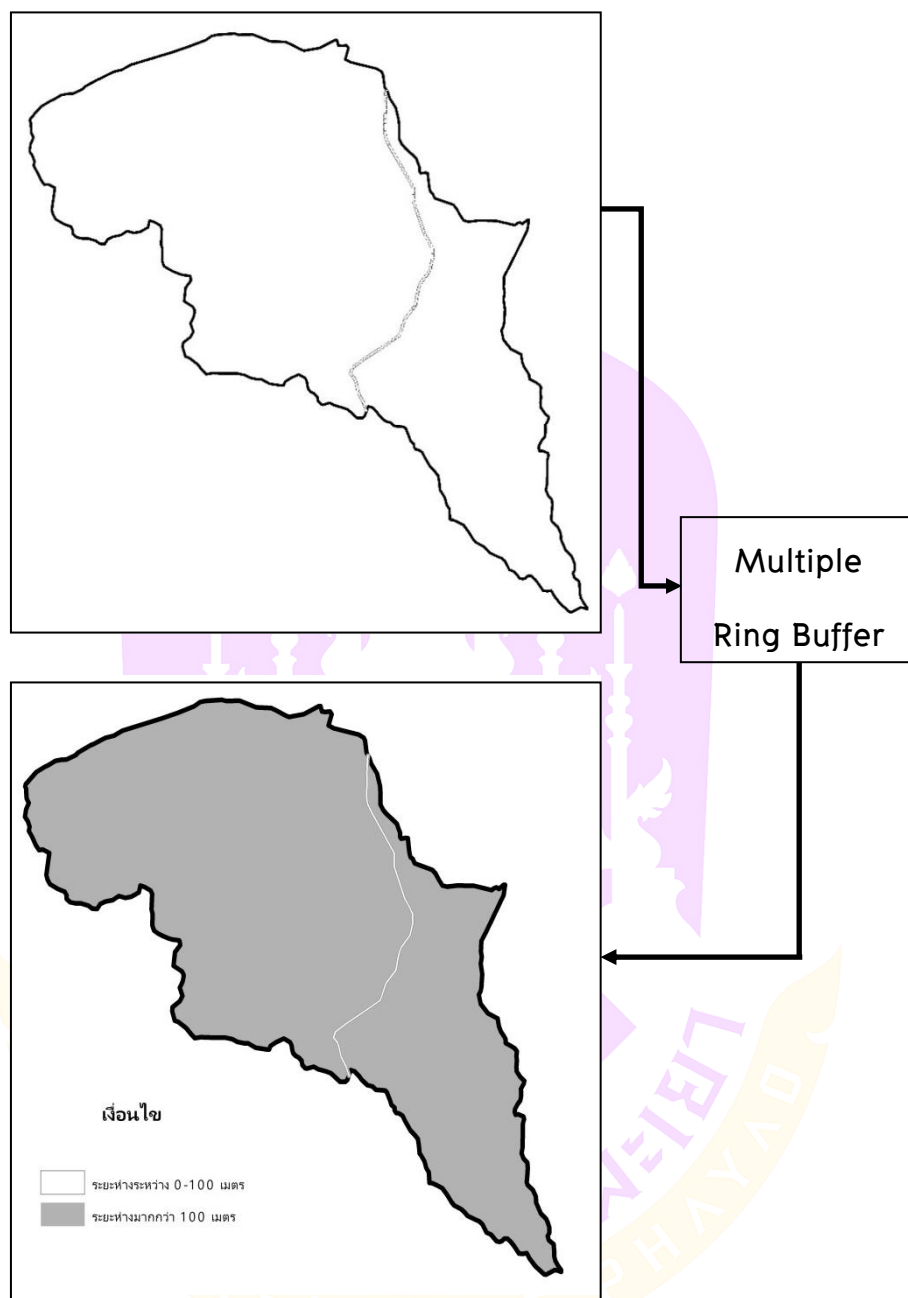 Multiple
Ring Buffer
เงื่อนไข
ระยะห่างระหว่าง 0-100 เมตร
ระยะห่างมากกว่า 100 เมตร